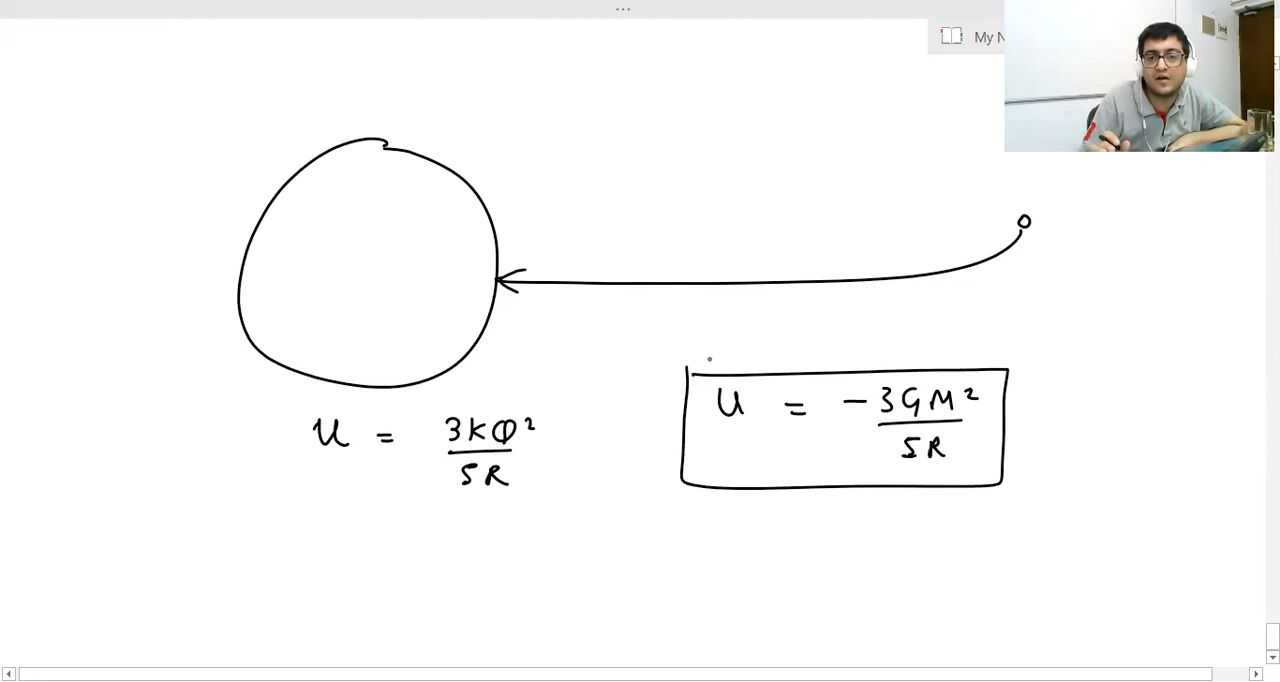 ...
My N
U = 3KQ²
5R
U = -3GM²
5R